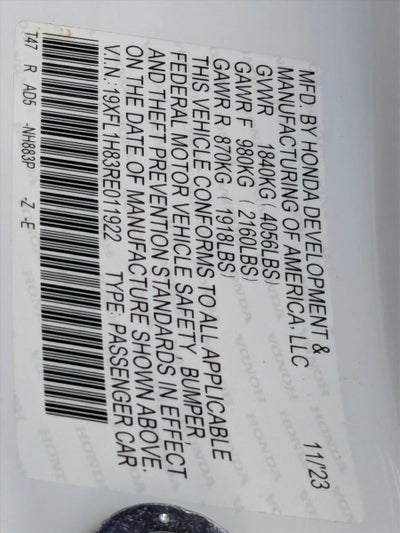 MFD. BY HONDA DEVELOPMENT &
MANUFACTURING OF AMERICA, LLC 11/23
GVWR 1840KG (4056LBS)
GAWR F 980KG (2160LBS)
GAWR R 870KG (1918LBS)
THIS VEHICLE CONFORMS TO ALL APPLICABLE
FEDERAL MOTOR VEHICLE SAFETY, BUMPER,
AND THEFT PREVENTION STANDARDS IN EFFECT
ON THE DATE OF MANUFACTURE SHOWN ABOVE.
V.I.N.: 19XFL1H83RE011922 TYPE: PASSENGER CAR
T47 R AD5 -NH883P -Z -E